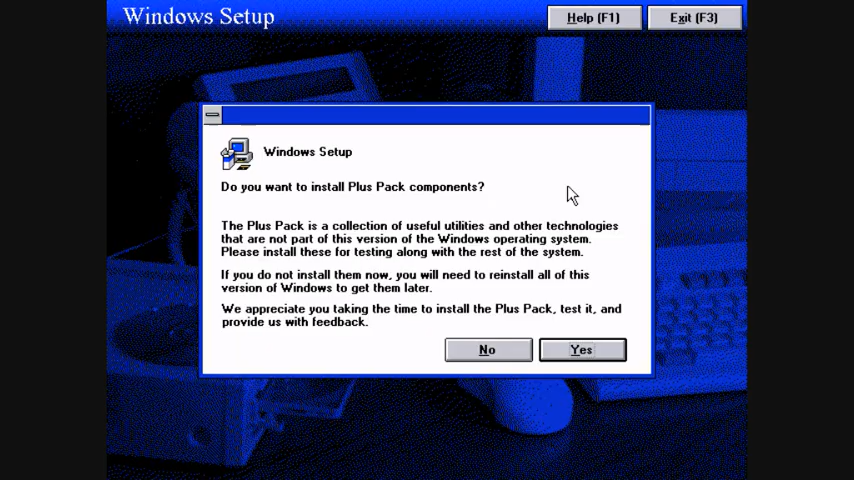 Windows Setup
Help (F1)
Exit (F3)
Windows Setup
Do you want to install Plus Pack components?
The Plus Pack is a collection of useful utilities and other technologies
that are not part of this version of the Windows operating system.
Please install these for testing along with the rest of the system.
If you do not install them now, you will need to reinstall all of this
version of Windows to get them later.
We appreciate you taking the time to install the Plus Pack, test it, and
provide us with feedback.
No
Yes